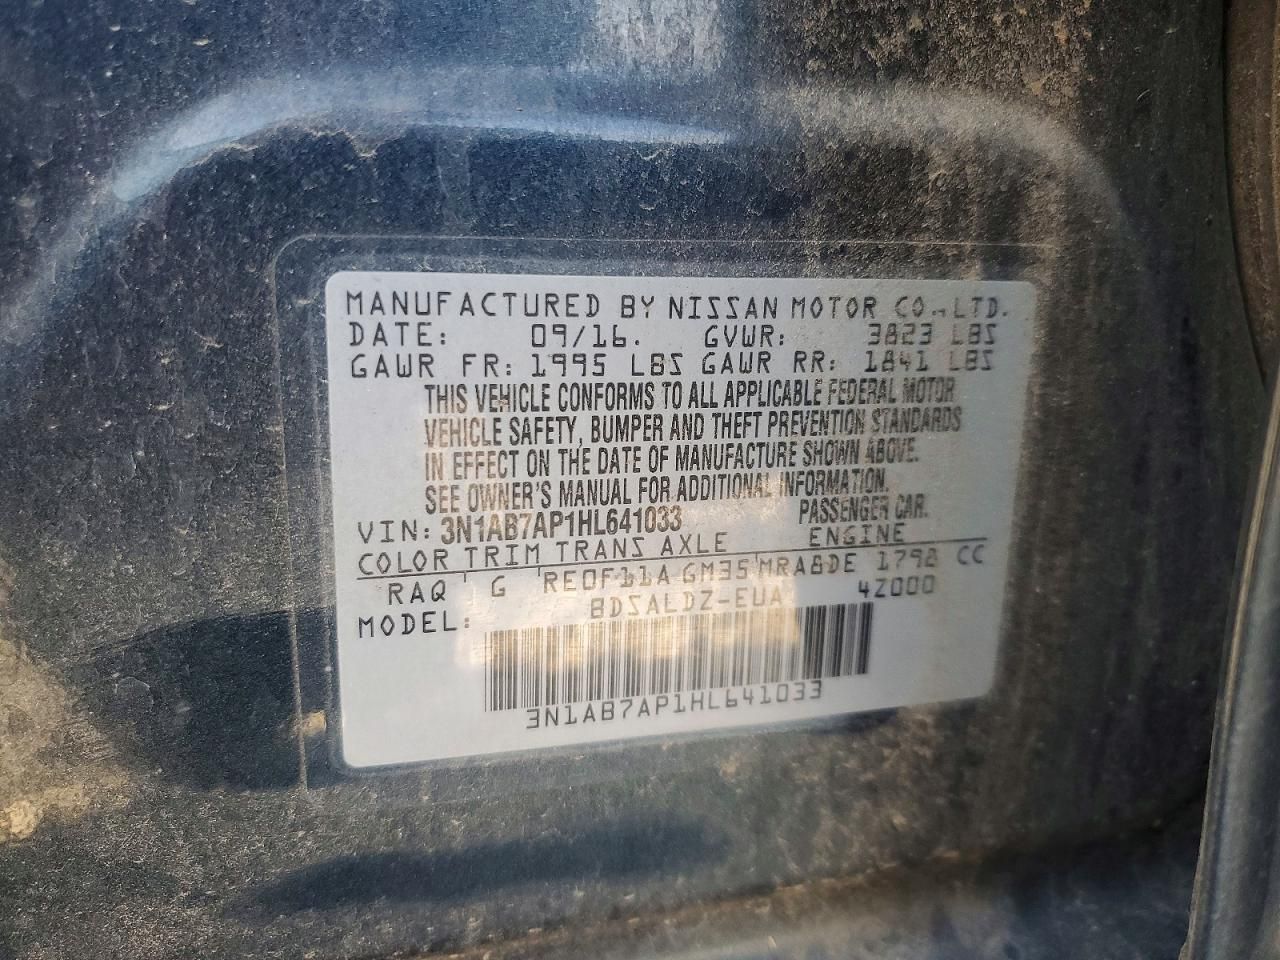 MANUFACTURED BY NISSAN MOTOR CO.,LTD.
DATE: 09/16. GVWR: 3823 LBS
GAWR FR: 1995 LBS GAWR RR: 1841 LBS
THIS VEHICLE CONFORMS TO ALL APPLICABLE FEDERAL MOTOR
VEHICLE SAFETY, BUMPER AND THEFT PREVENTION STANDARDS
IN EFFECT ON THE DATE OF MANUFACTURE SHOWN ABOVE.
SEE OWNER'S MANUAL FOR ADDITIONAL INFORMATION.
VIN: 3N1AB7AP1HL641033 PASSENGER CAR.
COLOR TRIM TRANS AXLE ENGINE
RAQ G RE0F11A GM35 MRA8DE 1798 CC
MODEL: BDSALDZ-EUA 42000
3N1AB7AP1HL641033